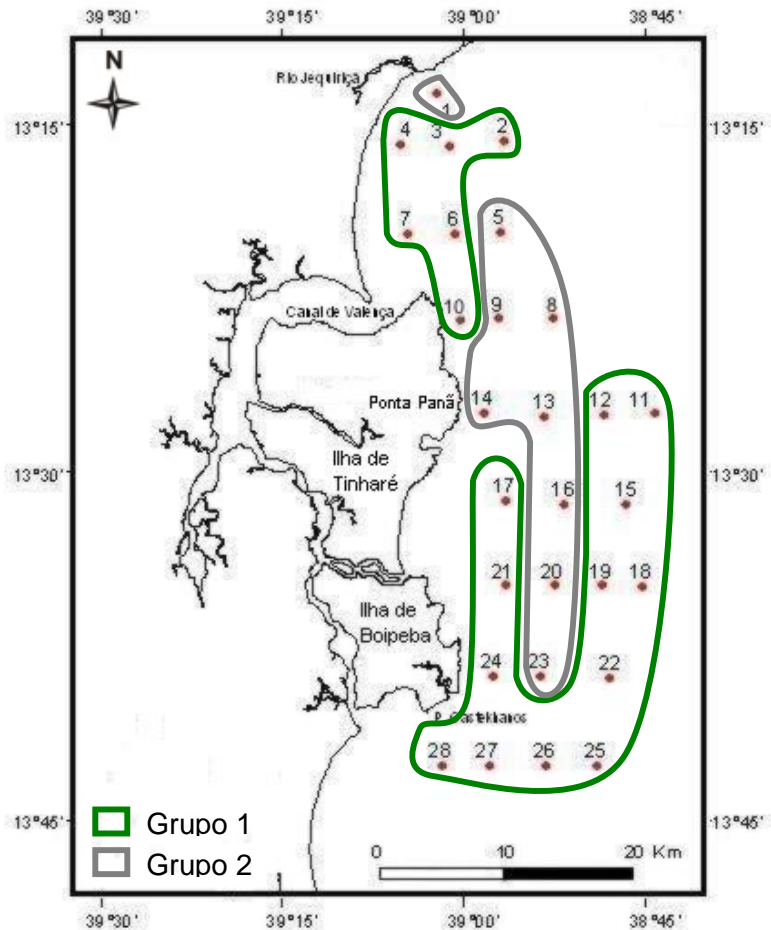 39°30' 39°15' 39°00' 38°45'
N
Rio Jequiriçá
1
13°15' 13°15'
4 3 2
7 6 5
Canal de Valença
10 9 8
Ponta Panã
14 13 12 11
Ilha de
Tinharé
13°30' 13°30'
17 16 15
21 20 19 18
Ilha de
Boipeba
24 23 22
P. Castelhanos
28 27 26 25
13°45' 13°45'
Grupo 1
Grupo 2
0 10 20 Km
39°30' 39°15' 39°00' 38°45'